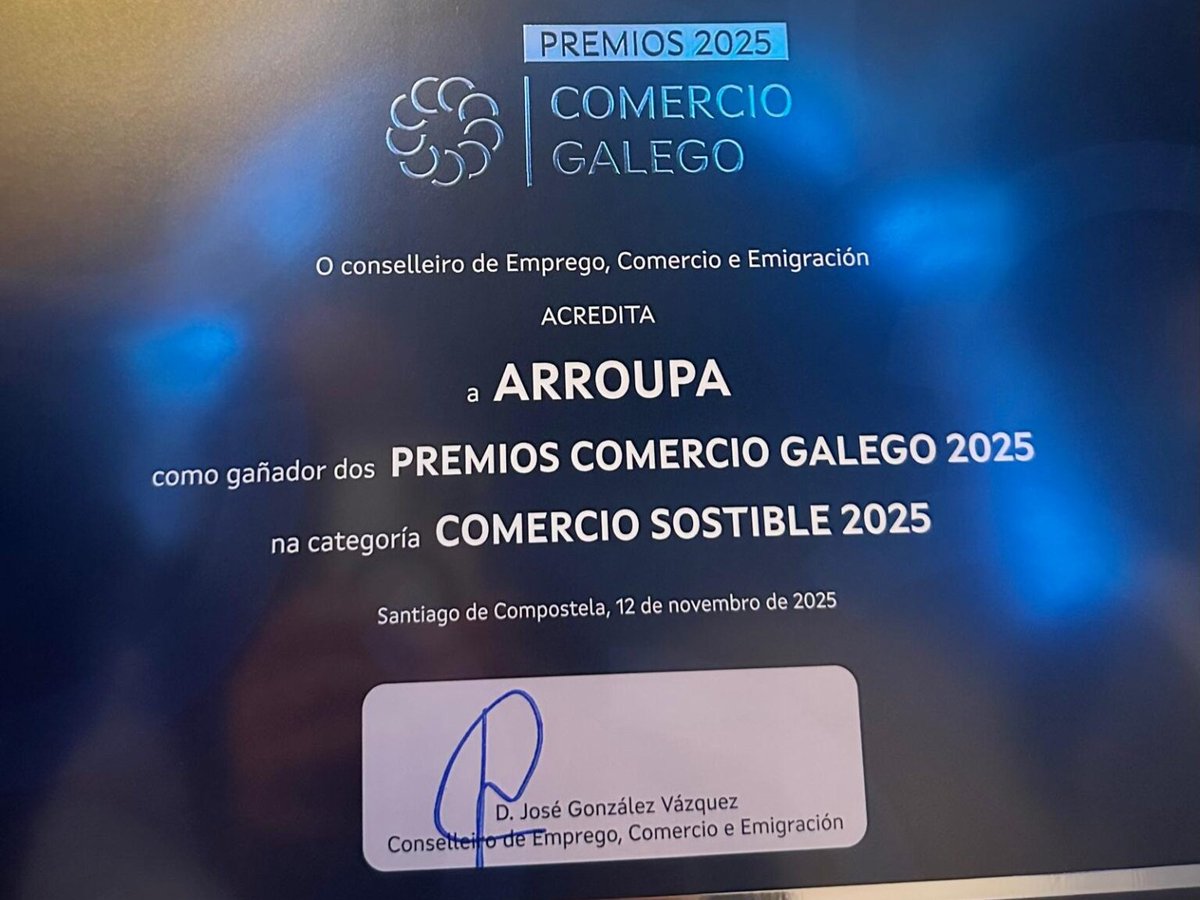 PREMIOS 2025
COMERCIO
GALEGO
O conselleiro de Emprego, Comercio e Emigración
ACREDITA
a ARROUPA
como gañador dos PREMIOS COMERCIO GALEGO 2025
na categoría COMERCIO SOSTIBLE 2025
Santiago de Compostela, 12 de novembro de 2025
D. José González Vázquez
Conselleiro de Emprego, Comercio e Emigración